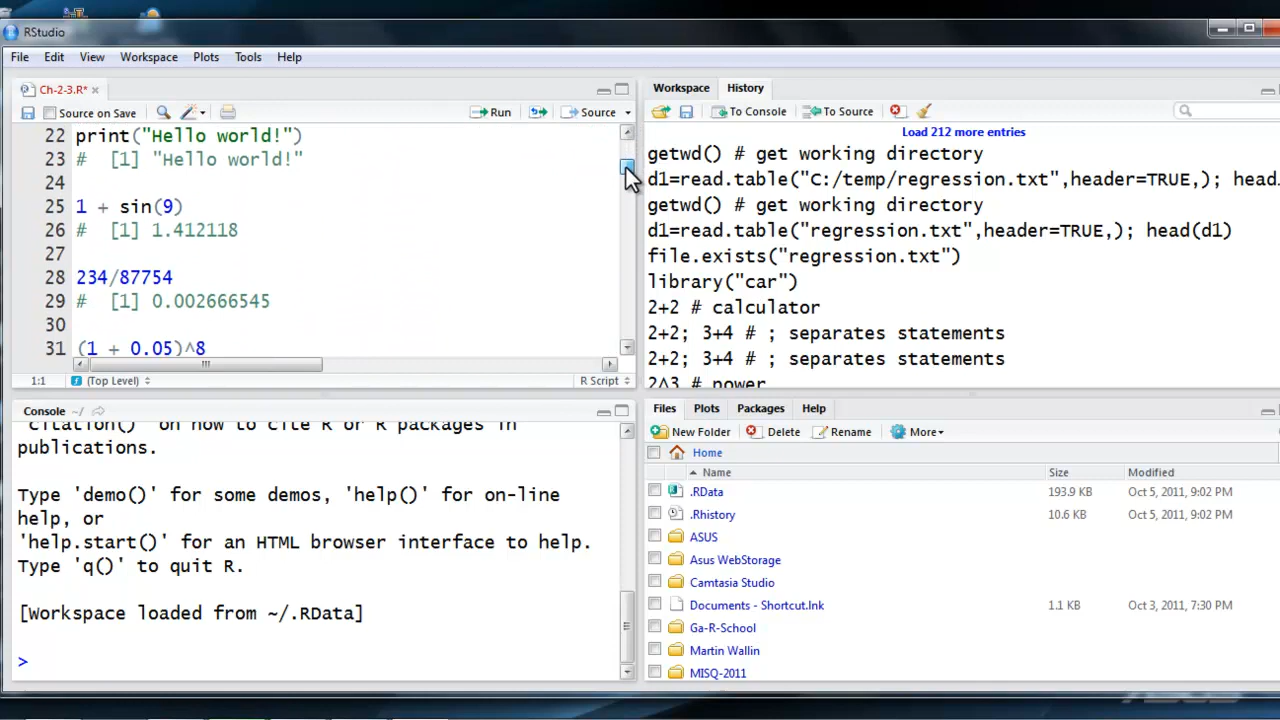 RStudio
File Edit View Workspace Plots Tools Help
Ch-2-3.R*
Source on Save Run Source
22 print("Hello world!")
23 # [1] "Hello world!"
24
25 1 + sin(9)
26 # [1] 1.412118
27
28 234/87754
29 # [1] 0.002666545
30
31 (1 + 0.05)^8
1:1 (Top Level) R Script
Console ~/
'citation()' on how to cite R or R packages in
publications.
Type 'demo()' for some demos, 'help()' for on-line
help, or
'help.start()' for an HTML browser interface to help.
Type 'q()' to quit R.
[Workspace loaded from ~/.RData]
>
Workspace History
To Console To Source
Load 212 more entries
getwd() # get working directory
d1=read.table("C:/temp/regression.txt",header=TRUE,); head
getwd() # get working directory
d1=read.table("regression.txt",header=TRUE,); head(d1)
file.exists("regression.txt")
library("car")
2+2 # calculator
2+2; 3+4 # ; separates statements
2+2; 3+4 # ; separates statements
2^3 # power
Files Plots Packages Help
New Folder Delete Rename More
Home
Name Size Modified
.RData 193.9 KB Oct 5, 2011, 9:02 PM
.Rhistory 10.6 KB Oct 5, 2011, 9:02 PM
ASUS
Asus WebStorage
Camtasia Studio
Documents - Shortcut.lnk 1.1 KB Oct 3, 2011, 7:30 PM
Ga-R-School
Martin Wallin
MISQ-2011
ASUS